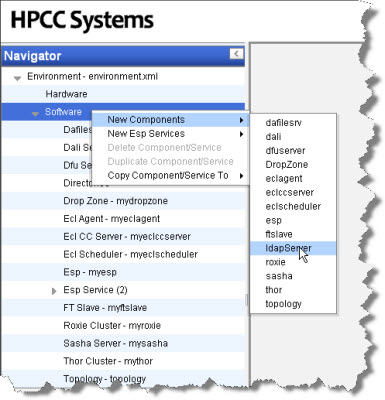 HPCC Systems
Navigator
Environment - environment.xml
Hardware
Software
New Components
New Esp Services
Delete Component/Service
Duplicate Component/Service
Copy Component/Service To
dafilesrv
dali
dfuserver
DropZone
eclagent
eclccserver
eclscheduler
esp
ftslave
ldapServer
roxie
sasha
thor
topology
Dafiles
Dali Se
Dfu Se
Directo
Drop Zone - mydropzone
Ecl Agent - myeclagent
Ecl CC Server - myeclccserver
Ecl Scheduler - myeclscheduler
Esp - myesp
Esp Service (2)
FT Slave - myftslave
Roxie Cluster - myroxie
Sasha Server - mysasha
Thor Cluster - mythor
Topology - topology